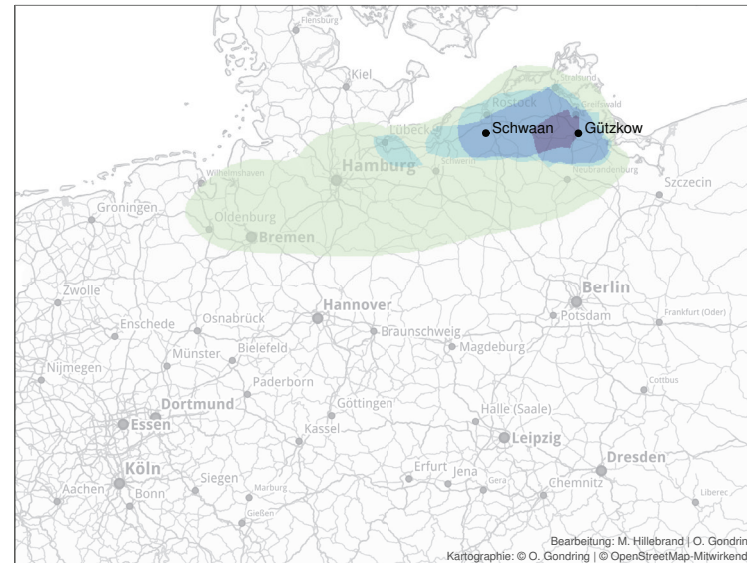 Flensburg
Kiel
Stralsund
Rostock
Greifswald
Schwaan
Gützkow
Lübeck
Wilhelmshaven
Hamburg
Schwerin
Neubrandenburg
Szczecin
Groningen
Oldenburg
Bremen
Zwolle
Berlin
Hannover
Potsdam
Frankfurt (Oder)
Enschede
Osnabrück
Braunschweig
Nijmegen
Münster
Bielefeld
Magdeburg
Paderborn
Cottbus
Dortmund
Göttingen
Halle (Saale)
Essen
Kassel
Leipzig
Köln
Dresden
Erfurt
Aachen
Bonn
Siegen
Marburg
Jena
Gera
Chemnitz
Liberec
Gießen
Bearbeitung: M. Hillebrand | O. Gondrin
Kartographie: © O. Gondring | © OpenStreetMap-Mitwirkend